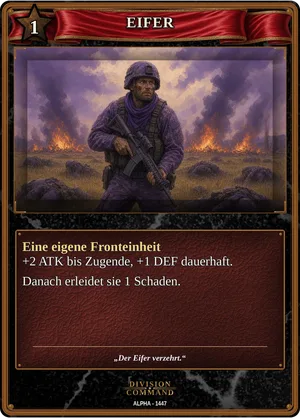 1
EIFER
Eine eigene Fronteinheit
+2 ATK bis Zugende, +1 DEF dauerhaft.
Danach erleidet sie 1 Schaden.
„Der Eifer verzehrt.“
DIVISION
COMMAND
ALPHA - 1447